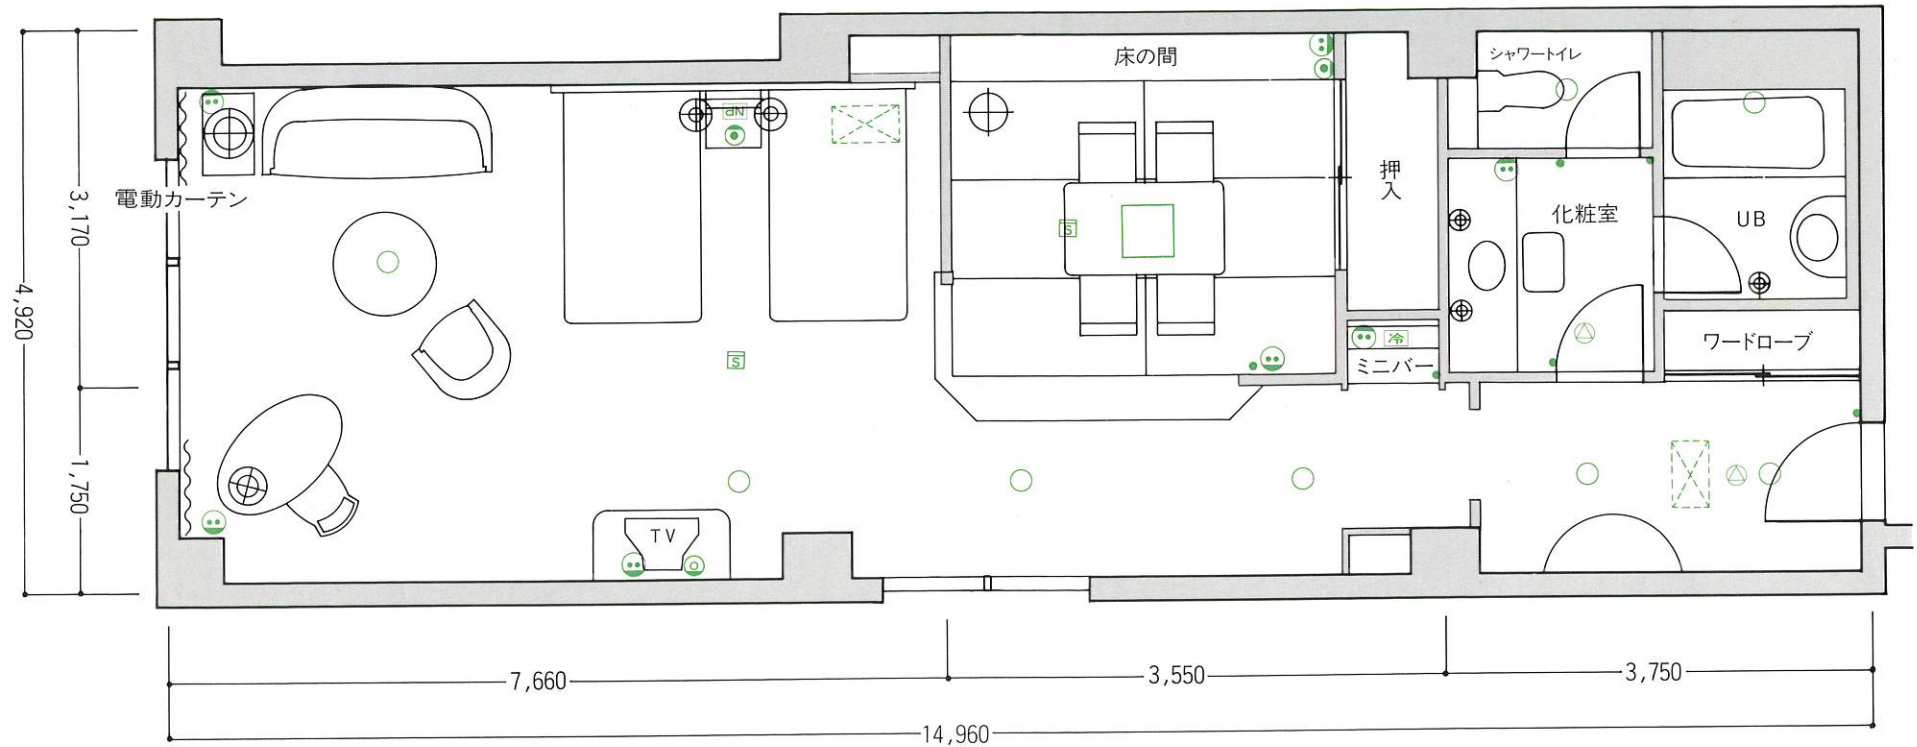 床の間
シャワートイレ
NP
電動カーテン
押入
化粧室
UB
S
S
冷
ミニバー
ワードローブ
TV
3,170
4,920
1,750
7,660
3,550
3,750
14,960